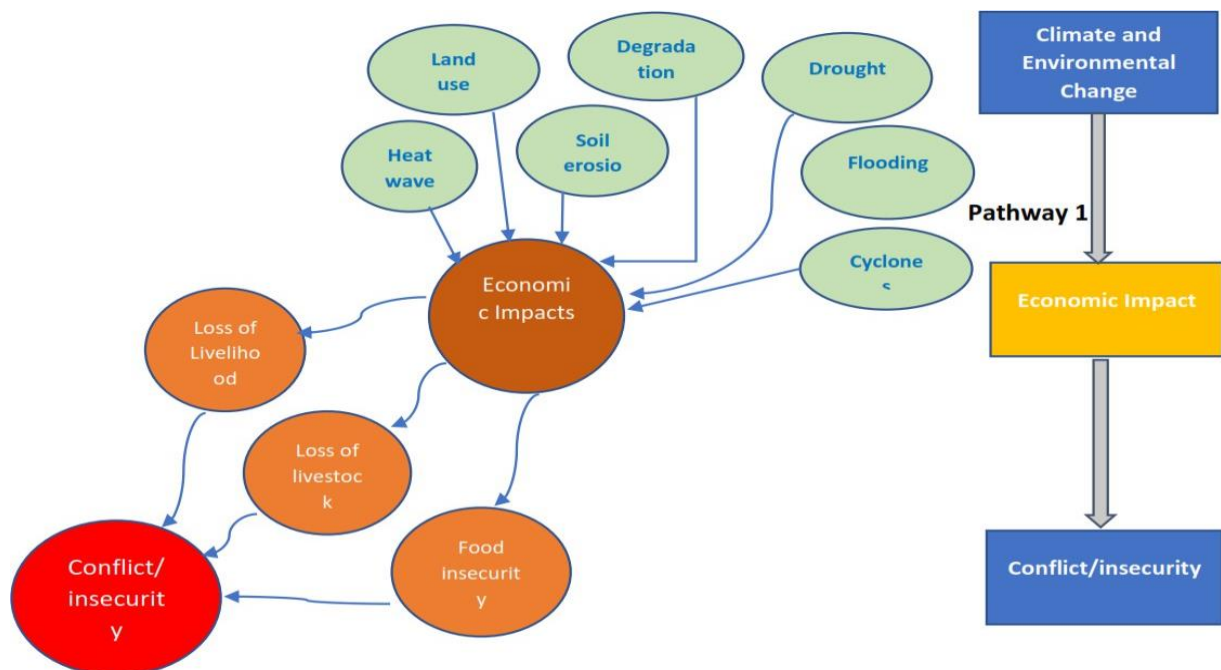 Land
use
Degrada
tion
Drought
Climate and
Environmental
Change
Heat
wave
Soil
erosio
Flooding
Pathway 1
Cyclone
s
Economi
c Impacts
Economic Impact
Loss of
Liveliho
od
Loss of
livestoc
k
Food
insecurit
y
Conflict/
insecurit
y
Conflict/insecurity